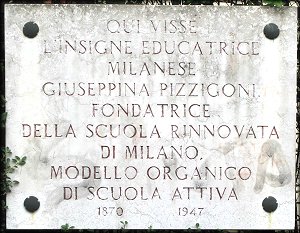 QUI VISSE
L'INSIGNE EDUCATRICE
MILANESE
GIUSEPPINA PIZZIGONI.
FONDATRICE
DELLA SCUOLA RINNOVATA
DI MILANO.
MODELLO ORGANICO
DI SCUOLA ATTIVA
1870 1947